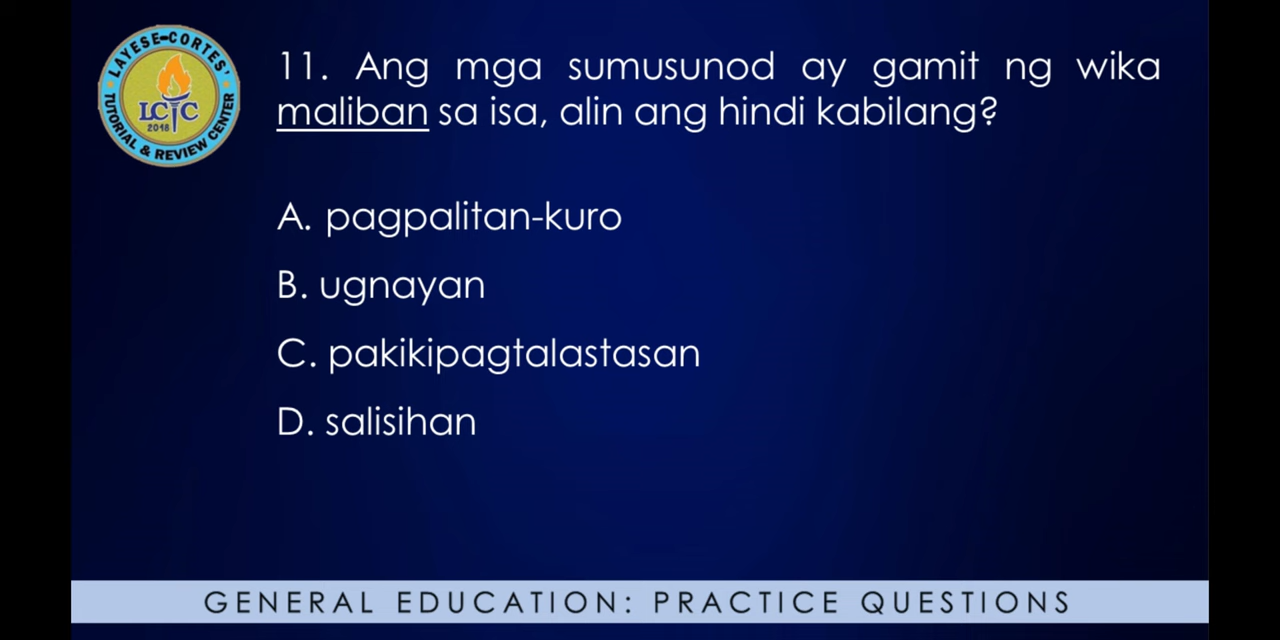 LAYESE-CORTES'
LCTC
2018
TUTORIAL & REVIEW CENTER
11. Ang mga sumusunod ay gamit ng wika
maliban sa isa, alin ang hindi kabilang?
A. pagpalitan-kuro
B. ugnayan
C. pakikipagtalastasan
D. salisihan
GENERAL EDUCATION: PRACTICE QUESTIONS